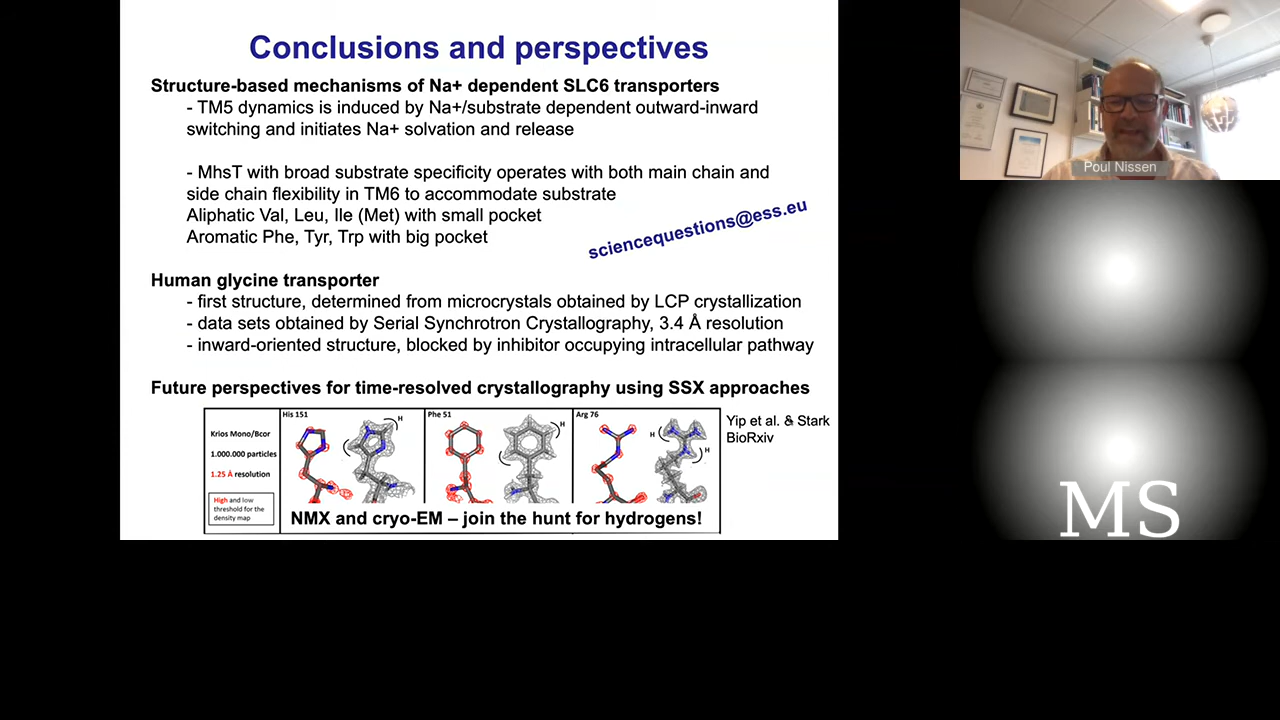 Conclusions and perspectives
Structure-based mechanisms of Na+ dependent SLC6 transporters
- TM5 dynamics is induced by Na+/substrate dependent outward-inward
switching and initiates Na+ solvation and release
- MhsT with broad substrate specificity operates with both main chain and
side chain flexibility in TM6 to accommodate substrate
Aliphatic Val, Leu, Ile (Met) with small pocket
Aromatic Phe, Tyr, Trp with big pocket
sciencequestions@ess.eu
Human glycine transporter
- first structure, determined from microcrystals obtained by LCP crystallization
- data sets obtained by Serial Synchrotron Crystallography, 3.4 Å resolution
- inward-oriented structure, blocked by inhibitor occupying intracellular pathway
Future perspectives for time-resolved crystallography using SSX approaches
Krios Mono/Bcor
1.000.000 particles
1.25 Å resolution
High and low
threshold for the
density map
His 151
H
Phe 51
H
Arg 76
H
H
Yip et al. & Stark
BioRxiv
NMX and cryo-EM – join the hunt for hydrogens!
Poul Nissen
MS